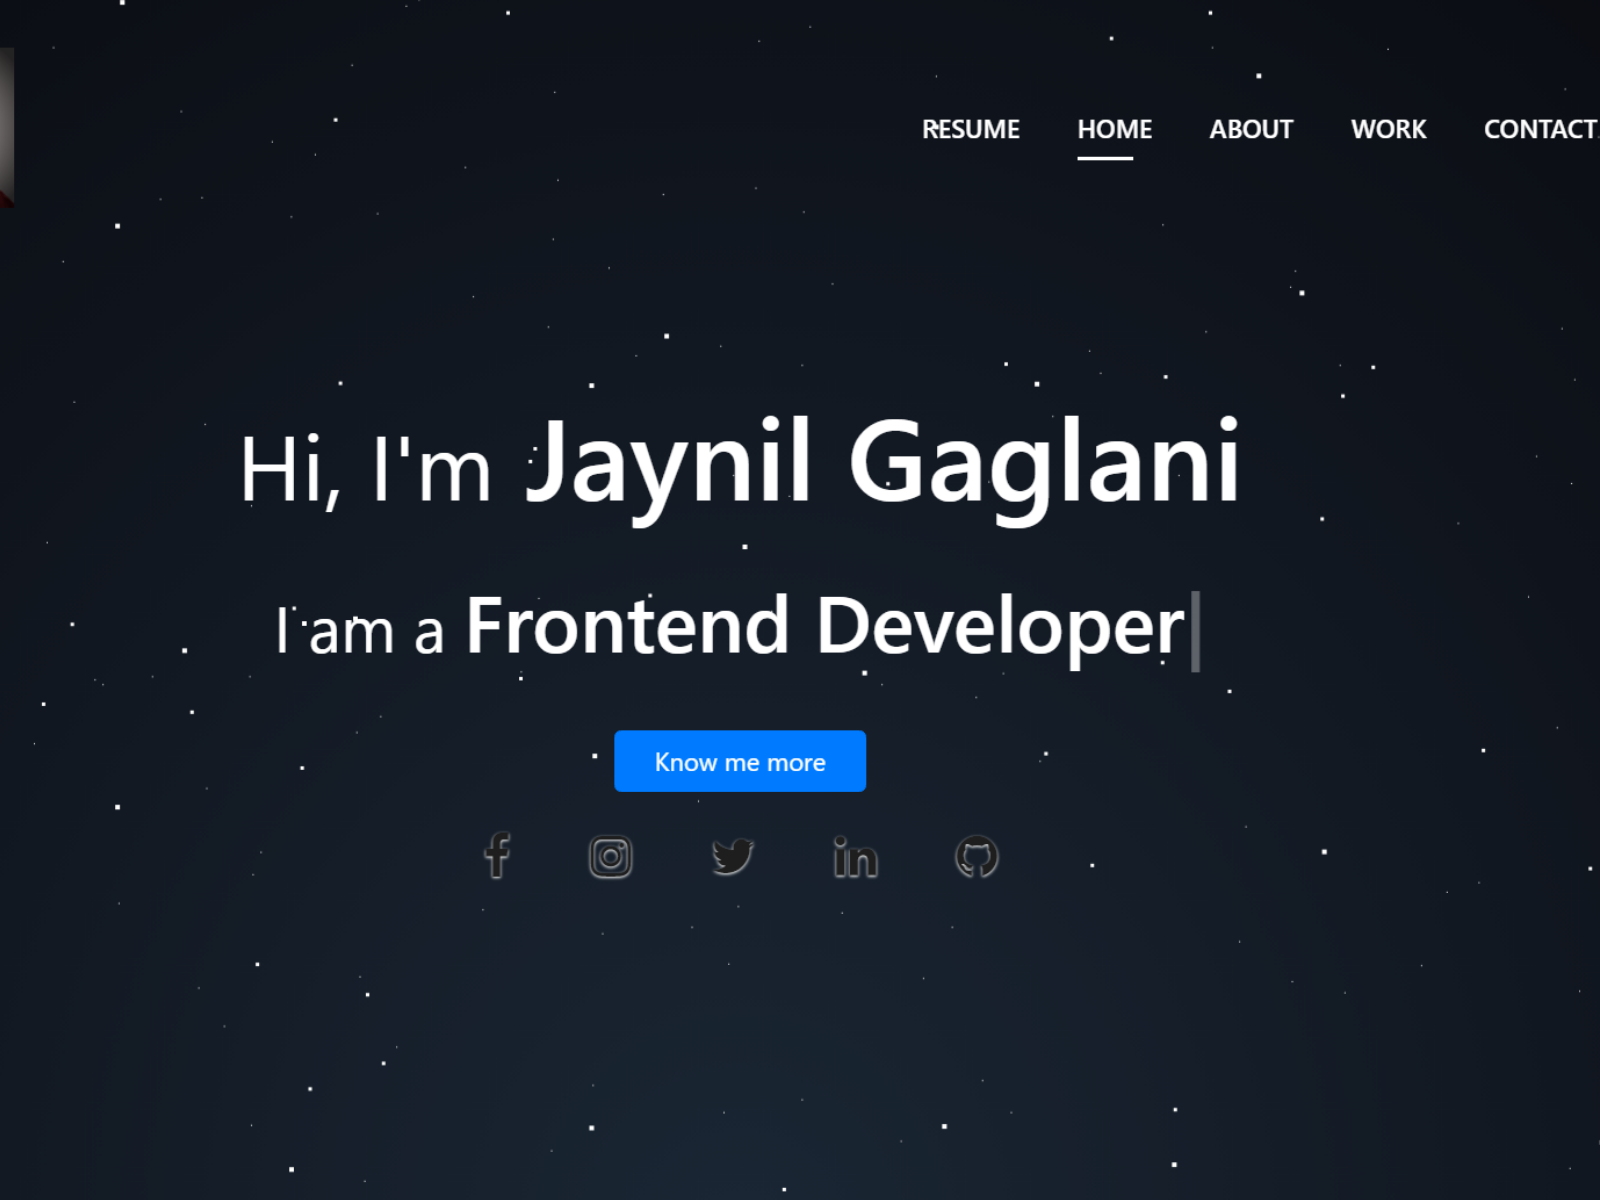 RESUME HOME ABOUT WORK CONTACT
Hi, I'm Jaynil Gaglani
I am a Frontend Developer
Know me more